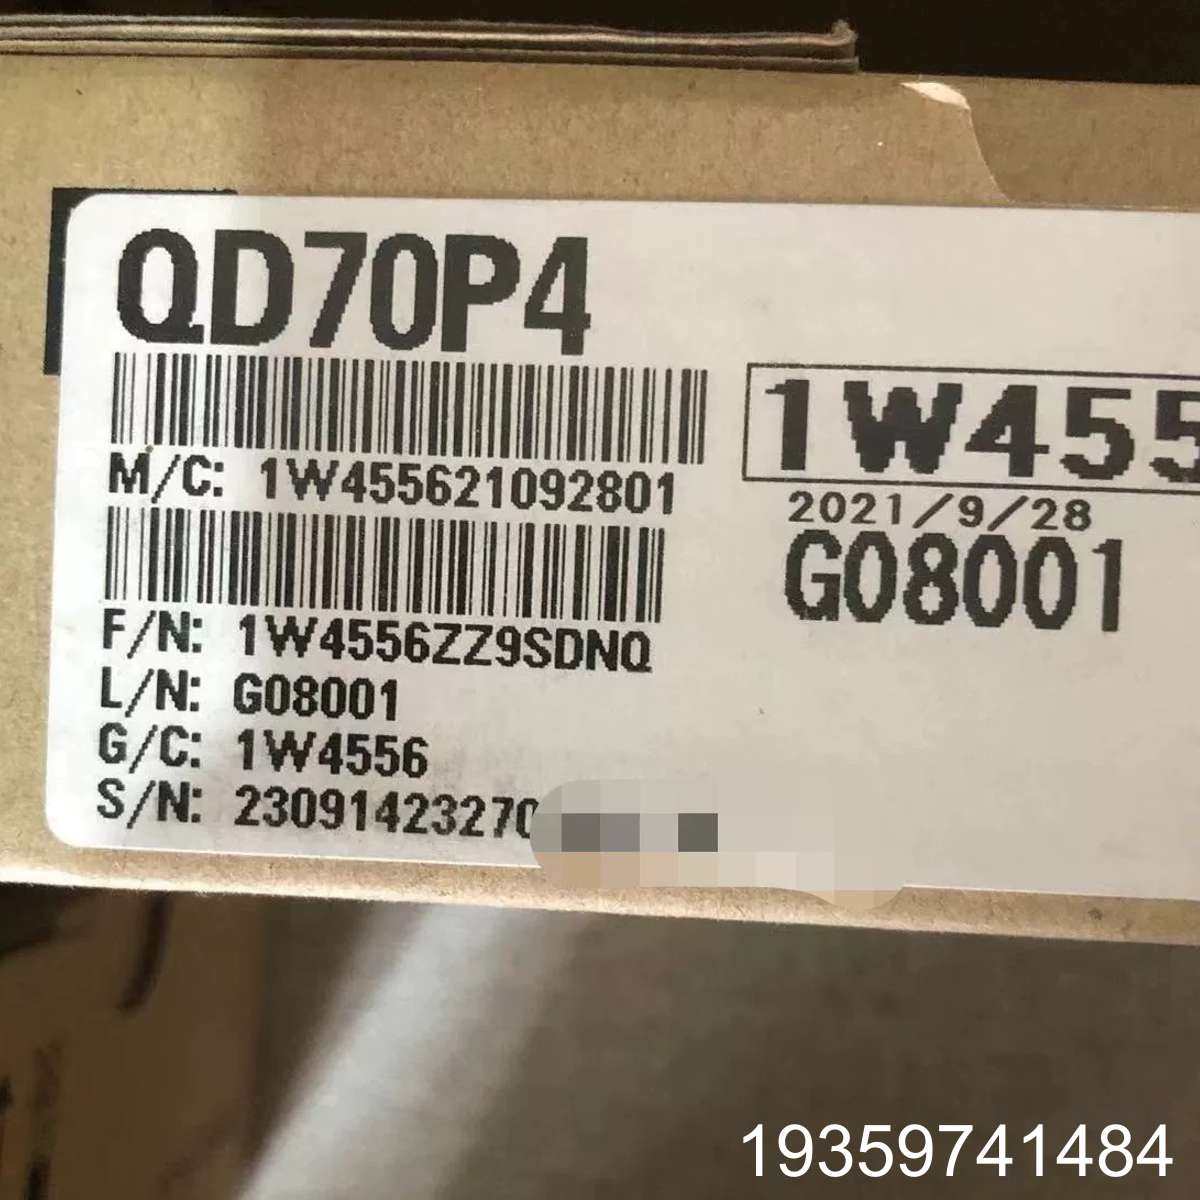 QD70P4
M/C: 1W455621092801
F/N: 1W4556ZZ9SDNQ
L/N: G08001
G/C: 1W4556
S/N: 23091423270
1W455
2021/9/28
G08001
19359741484